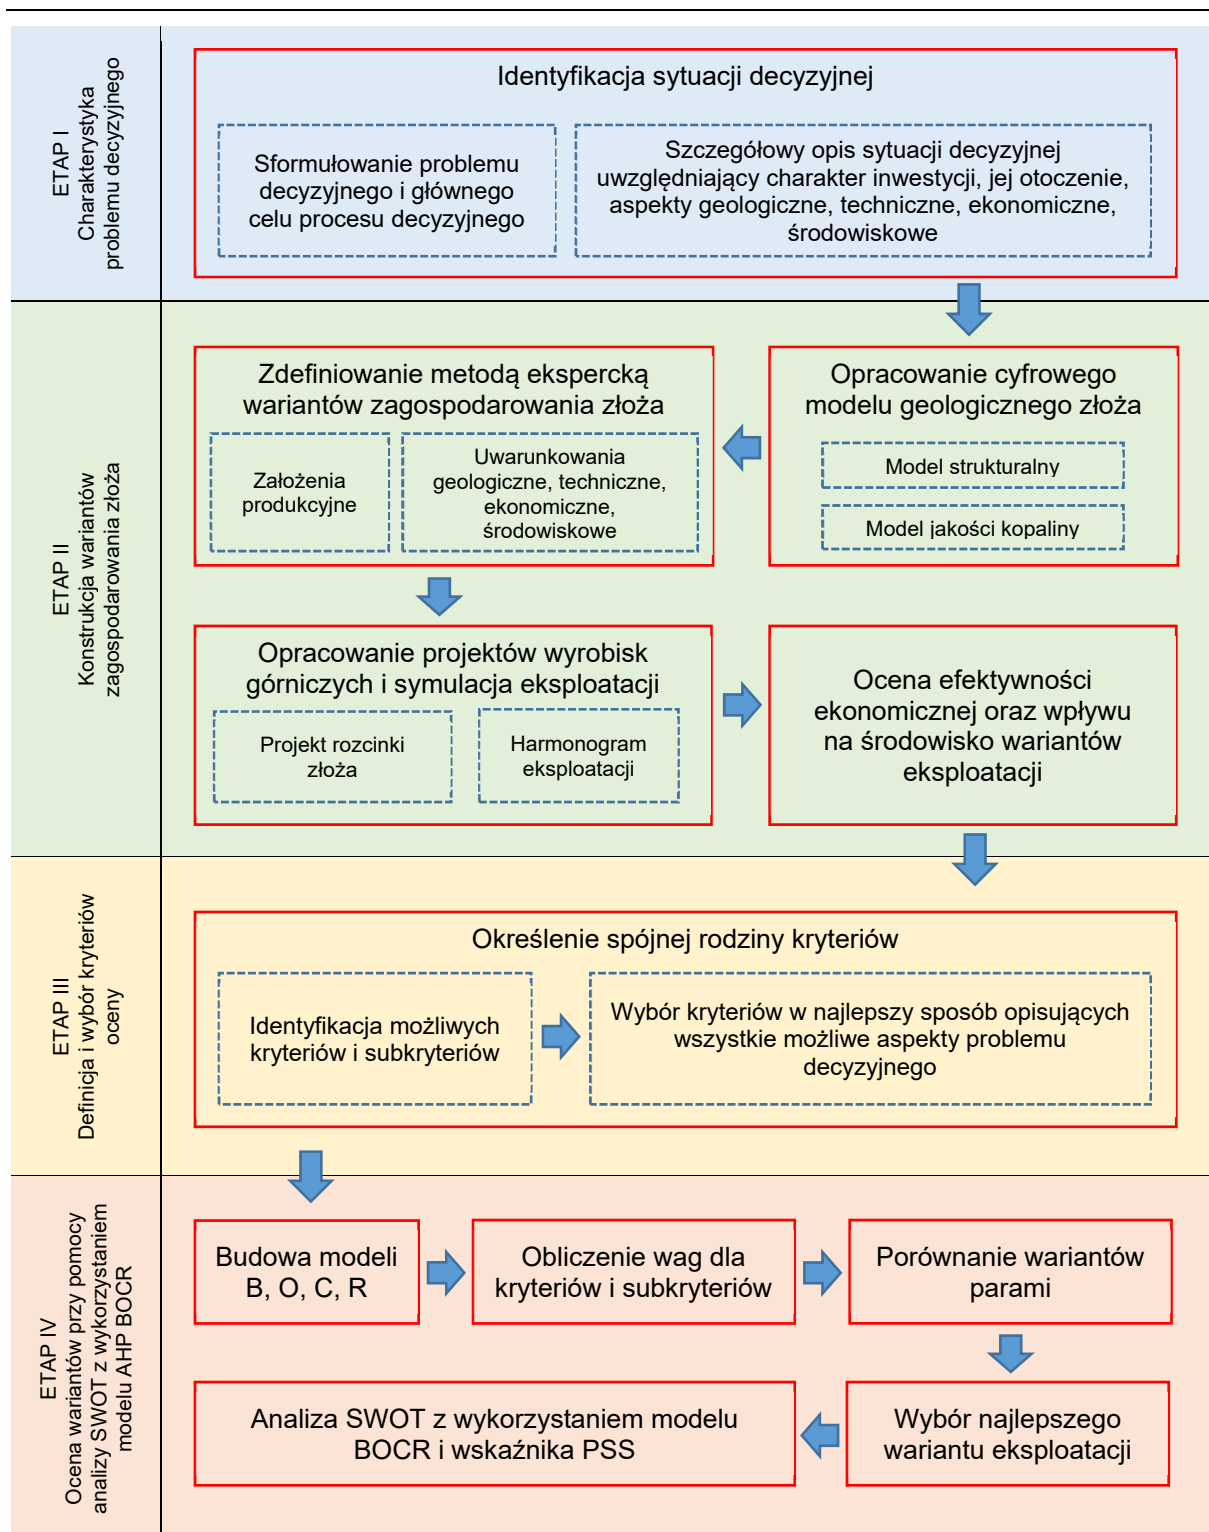 ETAP I
Charakterystyka
problemu decyzyjnego
Identyfikacja sytuacji decyzyjnej
Sformułowanie problemu
decyzyjnego i głównego
celu procesu decyzyjnego
Szczegółowy opis sytuacji decyzyjnej
uwzględniający charakter inwestycji, jej otoczenie,
aspekty geologiczne, techniczne, ekonomiczne,
środowiskowe
ETAP II
Konstrukcja wariantów
zagospodarowania złoża
Opracowanie cyfrowego
modelu geologicznego złoża
Model strukturalny
Model jakości kopaliny
Zdefiniowanie metodą ekspercką
wariantów zagospodarowania złoża
Założenia
produkcyjne
Uwarunkowania
geologiczne, techniczne,
ekonomiczne,
środowiskowe
Opracowanie projektów wyrobisk
górniczych i symulacja eksploatacji
Projekt rozcinki
złoża
Harmonogram
eksploatacji
Ocena efektywności
ekonomicznej oraz wpływu
na środowisko wariantów
eksploatacji
ETAP III
Definicja i wybór kryteriów
oceny
Określenie spójnej rodziny kryteriów
Identyfikacja możliwych
kryteriów i subkryteriów
Wybór kryteriów w najlepszy sposób opisujących
wszystkie możliwe aspekty problemu
decyzyjnego
ETAP IV
Ocena wariantów przy pomocy
analizy SWOT z wykorzystaniem
modelu AHP BOCR
Budowa modeli
B, O, C, R
Obliczenie wag dla
kryteriów i subkryteriów
Porównanie wariantów
parami
Wybór najlepszego
wariantu eksploatacji
Analiza SWOT z wykorzystaniem modelu
BOCR i wskaźnika PSS